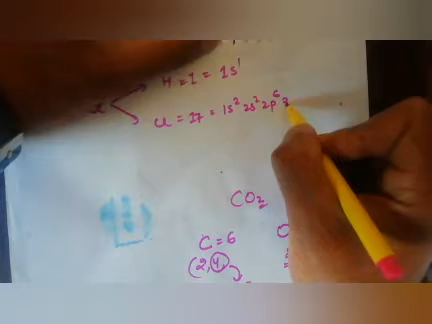 H = 1 = 1s¹
Cl = 17 = 1s² 2s² 2p⁶ 3
CO₂
C = 6
(2,4)